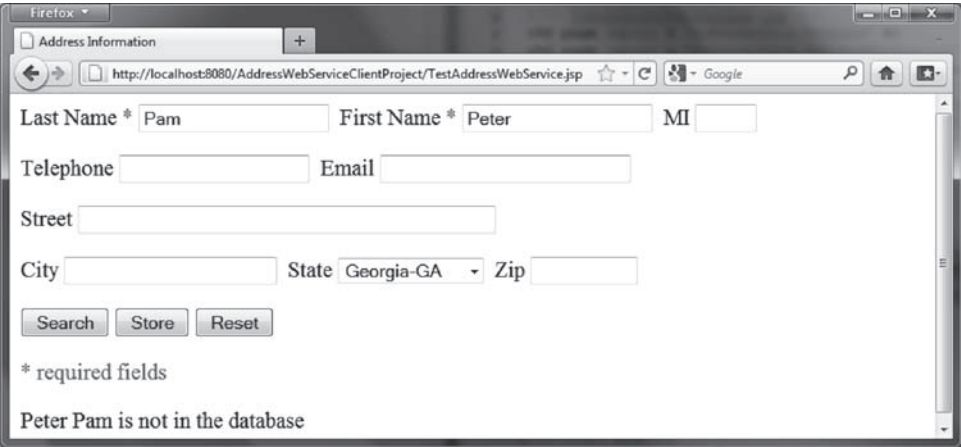 Firefox
Address Information
http://localhost:8080/AddressWebServiceClientProject/TestAddressWebService.jsp Google
Last Name * Pam First Name * Peter MI
Telephone Email
Street
City State Georgia-GA Zip
Search Store Reset
* required fields
Peter Pam is not in the database